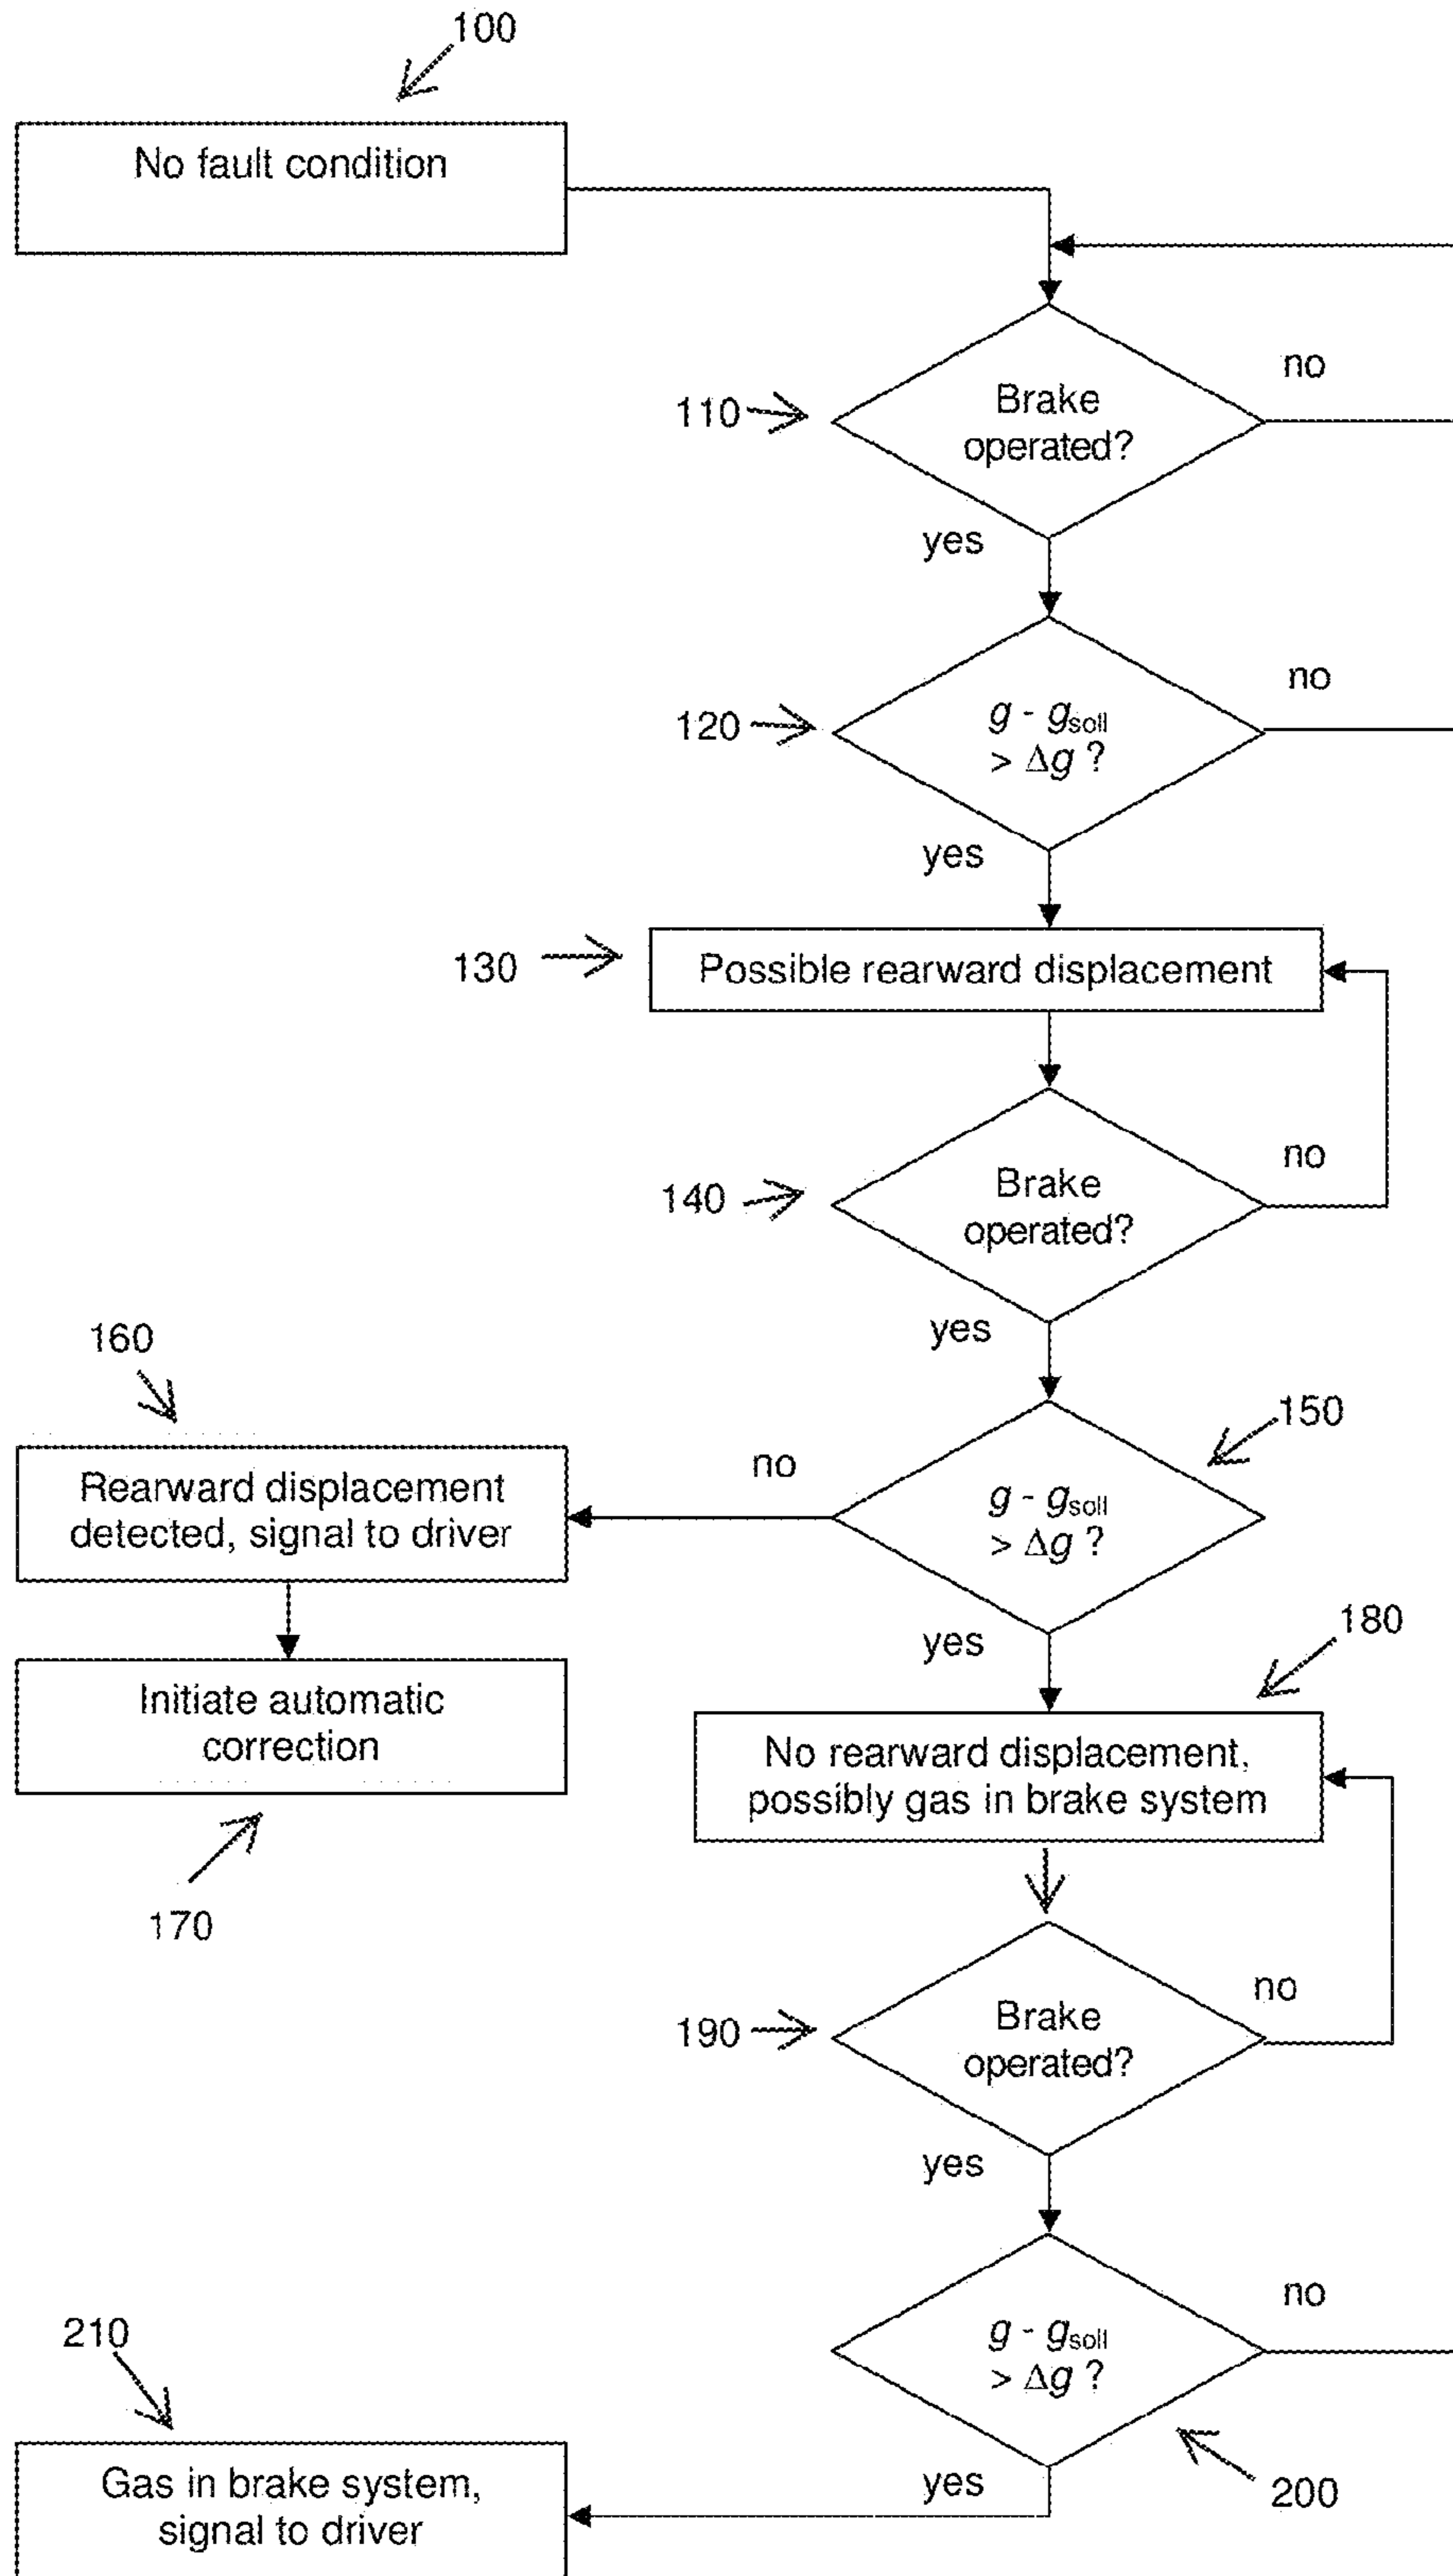 100
No fault condition
no
110
Brake
operated?
yes
no
120
g - gsoll
> Δg ?
yes
130
Possible rearward displacement
no
140
Brake
operated?
yes
160
150
no
Rearward displacement
detected, signal to driver
g - gsoll
> Δg ?
180
yes
Initiate automatic
correction
No rearward displacement,
possibly gas in brake system
170
no
190
Brake
operated?
yes
no
210
g - gsoll
> Δg ?
yes
200
Gas in brake system,
signal to driver